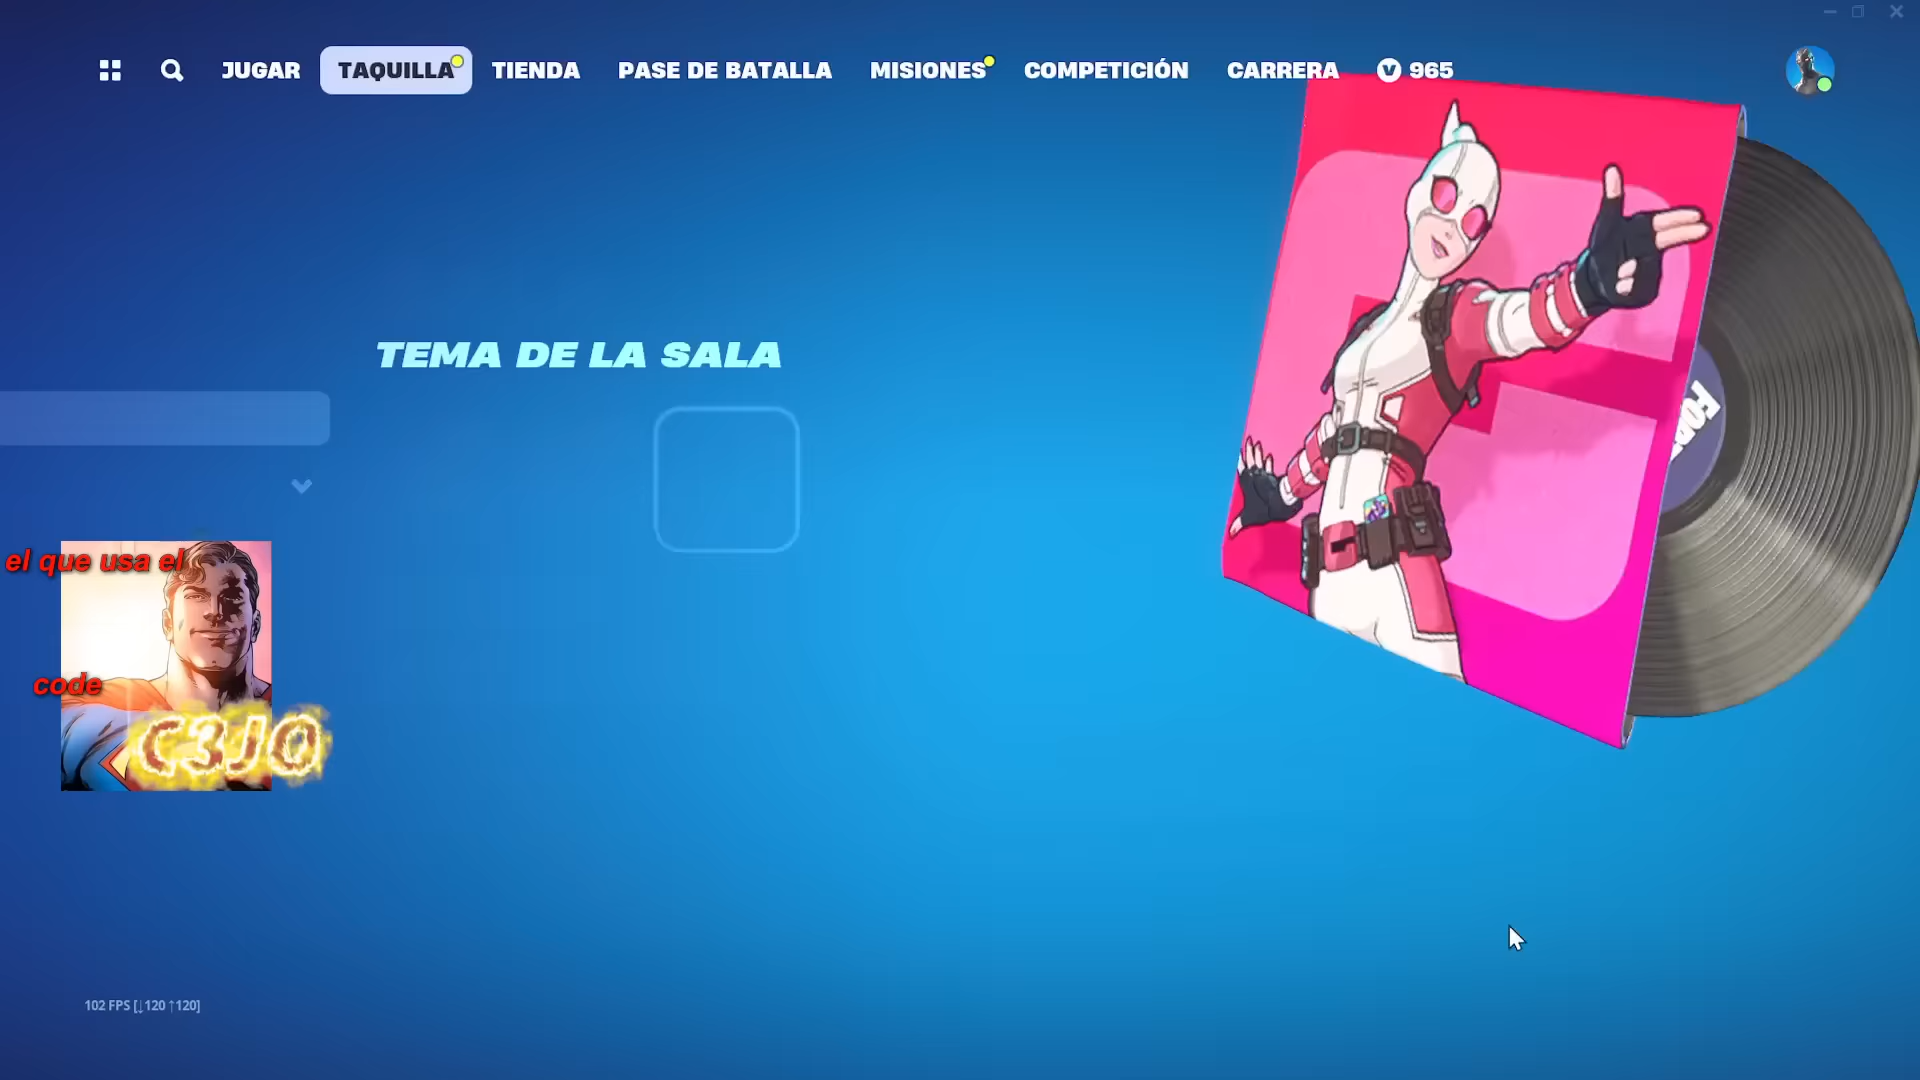 JUGAR TAQUILLA TIENDA PASE DE BATALLA MISIONES COMPETICIÓN CARRERA V 965
TEMA DE LA SALA
el que usa el
code
C3JO
102 FPS [↓120 ↑120]